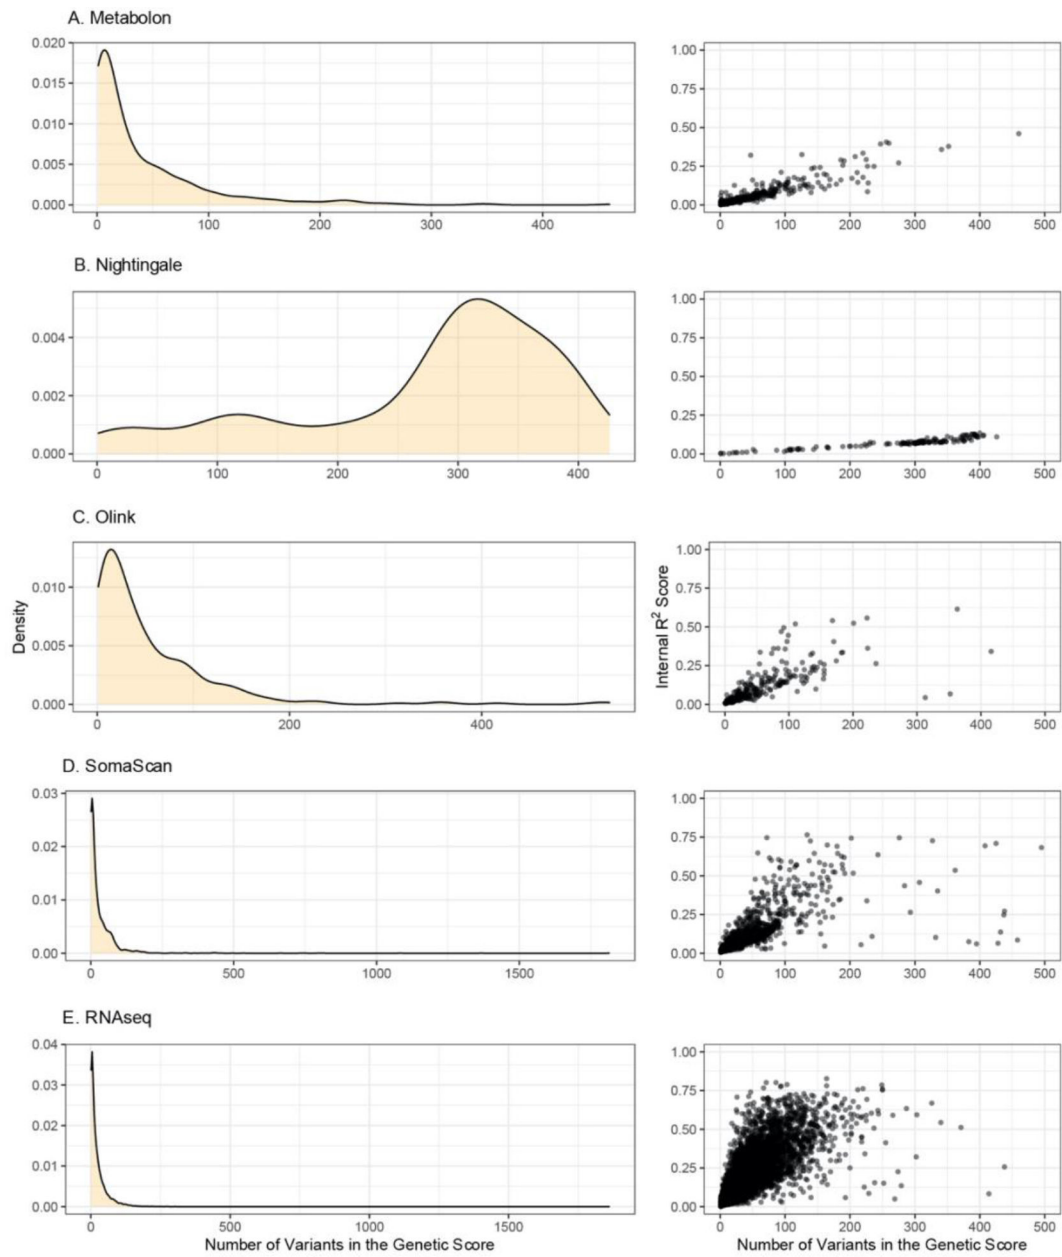 A. Metabolon
0.020
0.015
0.010
0.005
0.000
0 100 200 300 400
1.00
0.75
0.50
0.25
0.00
0 100 200 300 400 500
B. Nightingale
0.004
0.002
0.000
0 100 200 300 400
1.00
0.75
0.50
0.25
0.00
0 100 200 300 400 500
C. Olink
Density
0.010
0.005
0.000
0 200 400
Internal R² Score
1.00
0.75
0.50
0.25
0.00
0 100 200 300 400 500
D. SomaScan
0.03
0.02
0.01
0.00
0 500 1000 1500
1.00
0.75
0.50
0.25
0.00
0 100 200 300 400 500
E. RNAseq
0.04
0.03
0.02
0.01
0.00
0 500 1000 1500
Number of Variants in the Genetic Score
1.00
0.75
0.50
0.25
0.00
0 100 200 300 400 500
Number of Variants in the Genetic Score